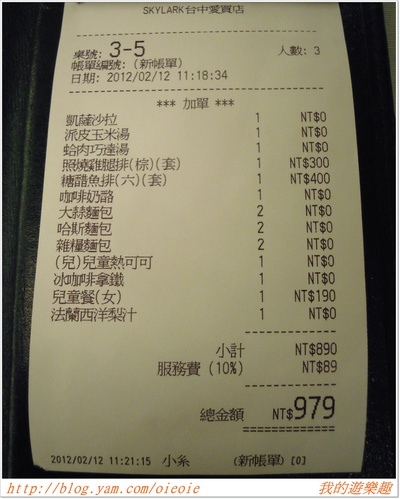 SKYLARK台中愛買店
桌號: 3-5 人數: 3
帳單編號: (新帳單)
日期: 2012/02/12 11:18:34
*** 加單 ***
凱薩沙拉 1 NT$0
派皮玉米湯 1 NT$0
蛤肉巧達湯 1 NT$0
照燒雞腿排(棕)(套) 1 NT$300
糖醋魚排(六)(套) 1 NT$400
咖啡奶酪 1 NT$0
大蒜麵包 2 NT$0
哈斯麵包 2 NT$0
雜糧麵包 2 NT$0
(兒)兒童熱可可 1 NT$0
冰咖啡拿鐵 1 NT$0
兒童餐(女) 1 NT$190
法蘭西洋梨汁 1 NT$0
小計 NT$890
服務費 (10%) NT$89
總金額 NT$979
2012/02/12 11:21:15 小糸 (新帳單) [0]
http://blog.yam.com/oicoie 我的遊樂趣